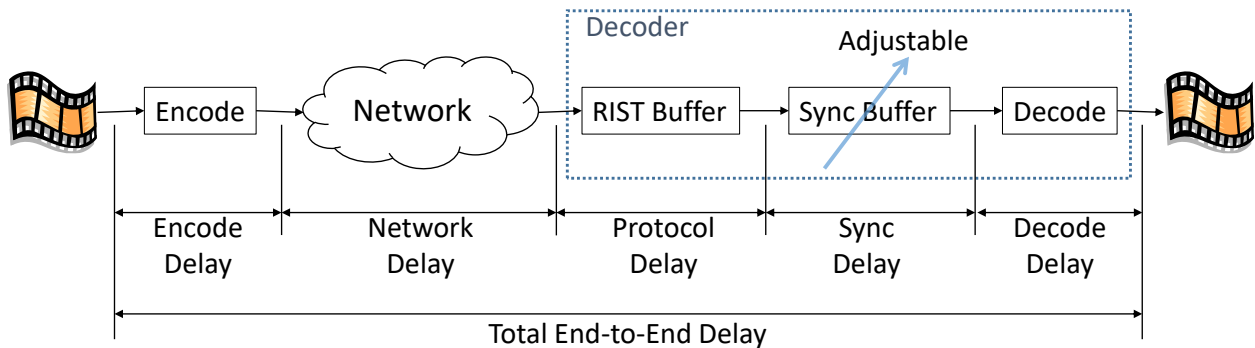 Decoder
Adjustable
Encode
Network
RIST Buffer
Sync Buffer
Decode
Encode
Delay
Network
Delay
Protocol
Delay
Sync
Delay
Decode
Delay
Total End-to-End Delay